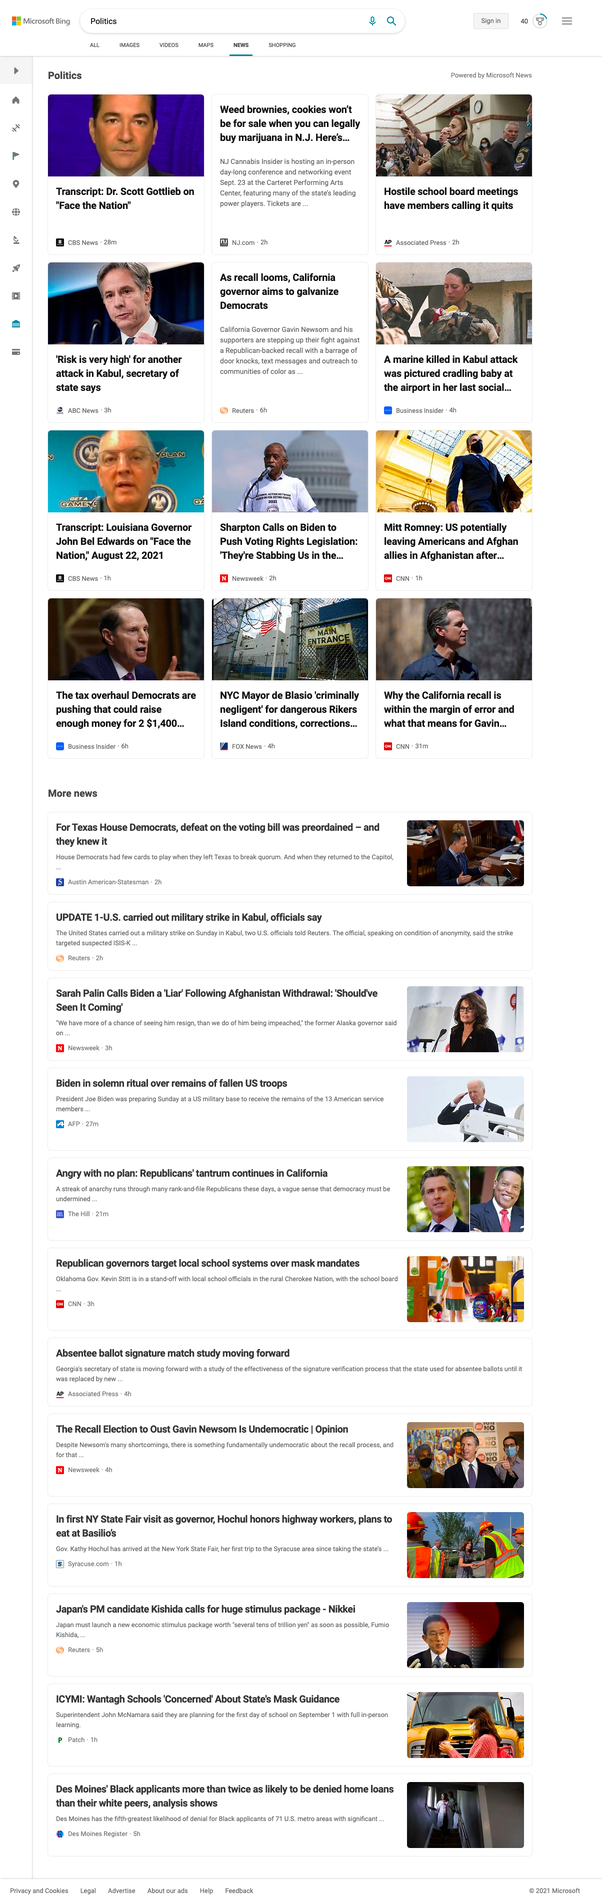 Microsoft Bing
Politics
Sign in
40
ALL
IMAGES
VIDEOS
MAPS
NEWS
SHOPPING
Politics
Powered by Microsoft News
Transcript: Dr. Scott Gottlieb on
"Face the Nation"
CBS News · 28m
Weed brownies, cookies won't
be for sale when you can legally
buy marijuana in N.J. Here's...
NJ Cannabis Insider is hosting an in-person
day-long conference and networking event
Sept. 23 at the Carteret Performing Arts
Center, featuring many of the state's leading
power players. Tickets are ...
NJ.com · 2h
Hostile school board meetings
have members calling it quits
AP
Associated Press · 2h
'Risk is very high' for another
attack in Kabul, secretary of
state says
ABC News · 3h
As recall looms, California
governor aims to galvanize
Democrats
California Governor Gavin Newsom and his
supporters are stepping up their fight against
a Republican-backed recall with a barrage of
door knocks, text messages and outreach to
communities of color as ...
Reuters · 6h
A marine killed in Kabul attack
was pictured cradling baby at
the airport in her last social...
Business Insider · 4h
Transcript: Louisiana Governor
John Bel Edwards on "Face the
Nation," August 22, 2021
CBS News · 1h
Sharpton Calls on Biden to
Push Voting Rights Legislation:
'They're Stabbing Us in the...
N
Newsweek · 2h
Mitt Romney: US potentially
leaving Americans and Afghan
allies in Afghanistan after...
CNN
CNN · 1h
The tax overhaul Democrats are
pushing that could raise
enough money for 2 $1,400...
Business Insider · 6h
MAIN
ENTRANCE
NYC Mayor de Blasio 'criminally
negligent' for dangerous Rikers
Island conditions, corrections...
FOX News · 4h
Why the California recall is
within the margin of error and
what that means for Gavin...
CNN
CNN · 31m
More news
For Texas House Democrats, defeat on the voting bill was preordained – and
they knew it
House Democrats had few cards to play when they left Texas to break quorum. And when they returned to the Capitol,
...
Austin American-Statesman · 2h
UPDATE 1-U.S. carried out military strike in Kabul, officials say
The United States carried out a military strike on Sunday in Kabul, two U.S. officials told Reuters. The official, speaking on condition of anonymity, said the strike
targeted suspected ISIS-K ...
Reuters · 2h
Sarah Palin Calls Biden a 'Liar' Following Afghanistan Withdrawal: 'Should've
Seen It Coming'
"We have more of a chance of seeing him resign, than we do of him being impeached," the former Alaska governor said
on ...
N
Newsweek · 3h
Biden in solemn ritual over remains of fallen US troops
President Joe Biden was preparing Sunday at a US military base to receive the remains of the 13 American service
members ...
AFP · 27m
Angry with no plan: Republicans' tantrum continues in California
A streak of anarchy runs through many rank-and-file Republicans these days, a vague sense that democracy must be
undermined ...
The Hill · 21m
Republican governors target local school systems over mask mandates
Oklahoma Gov. Kevin Stitt is in a stand-off with local school officials in the rural Cherokee Nation, with the school board
...
CNN
CNN · 3h
Absentee ballot signature match study moving forward
Georgia's secretary of state is moving forward with a study of the effectiveness of the signature verification process that the state used for absentee ballots until it
was replaced by new ...
AP
Associated Press · 4h
The Recall Election to Oust Gavin Newsom Is Undemocratic | Opinion
Despite Newsom's many shortcomings, there is something fundamentally undemocratic about the recall process, and
for that ...
N
Newsweek · 4h
In first NY State Fair visit as governor, Hochul honors highway workers, plans to
eat at Basilio's
Gov. Kathy Hochul has arrived at the New York State Fair, her first trip to the Syracuse area since taking the state's ...
S
Syracuse.com · 1h
Japan's PM candidate Kishida calls for huge stimulus package - Nikkei
Japan must launch a new economic stimulus package worth "several tens of trillion yen" as soon as possible, Fumio
Kishida, ...
Reuters · 5h
ICYMI: Wantagh Schools 'Concerned' About State's Mask Guidance
Superintendent John McNamara said they are planning for the first day of school on September 1 with full in-person
learning.
P
Patch · 1h
Des Moines' Black applicants more than twice as likely to be denied home loans
than their white peers, analysis shows
Des Moines has the fifth-greatest likelihood of denial for Black applicants of 71 U.S. metro areas with significant ...
Des Moines Register · 5h
Privacy and Cookies
Legal
Advertise
About our ads
Help
Feedback
© 2021 Microsoft